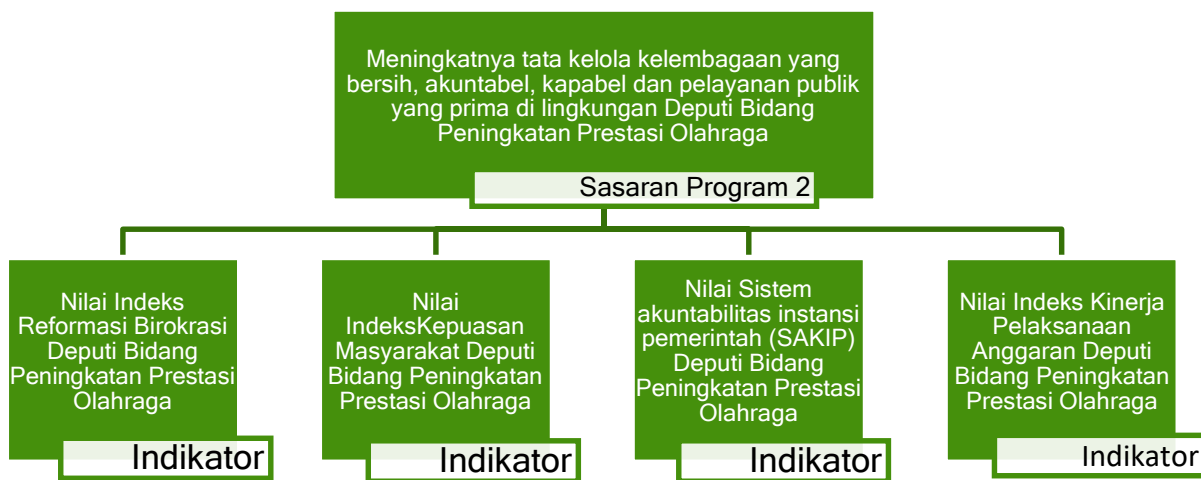 Meningkatnya tata kelola kelembagaan yang
bersih, akuntabel, kapabel dan pelayanan publik
yang prima di lingkungan Deputi Bidang
Peningkatan Prestasi Olahraga
Sasaran Program 2
Nilai Indeks
Reformasi Birokrasi
Deputi Bidang
Peningkatan Prestasi
Olahraga
Indikator
Nilai
IndeksKepuasan
Masyarakat Deputi
Bidang Peningkatan
Prestasi Olahraga
Indikator
Nilai Sistem
akuntabilitas instansi
pemerintah (SAKIP)
Deputi Bidang
Peningkatan Prestasi
Olahraga
Indikator
Nilai Indeks Kinerja
Pelaksanaan
Anggaran Deputi
Bidang Peningkatan
Prestasi Olahraga
Indikator